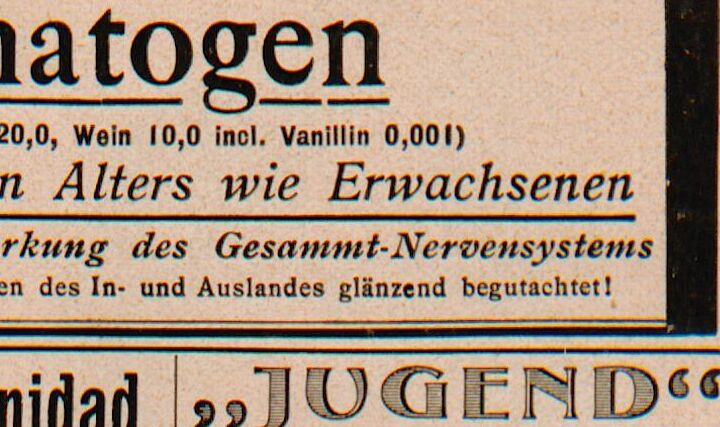 matogen
20,0, Wein 10,0 incl. Vanillin 0,001)
n Alters wie Erwachsenen
rkung des Gesammt-Nervensystems
en des In- und Auslandes glänzend begutachtet!
nidad
„JUGEND“